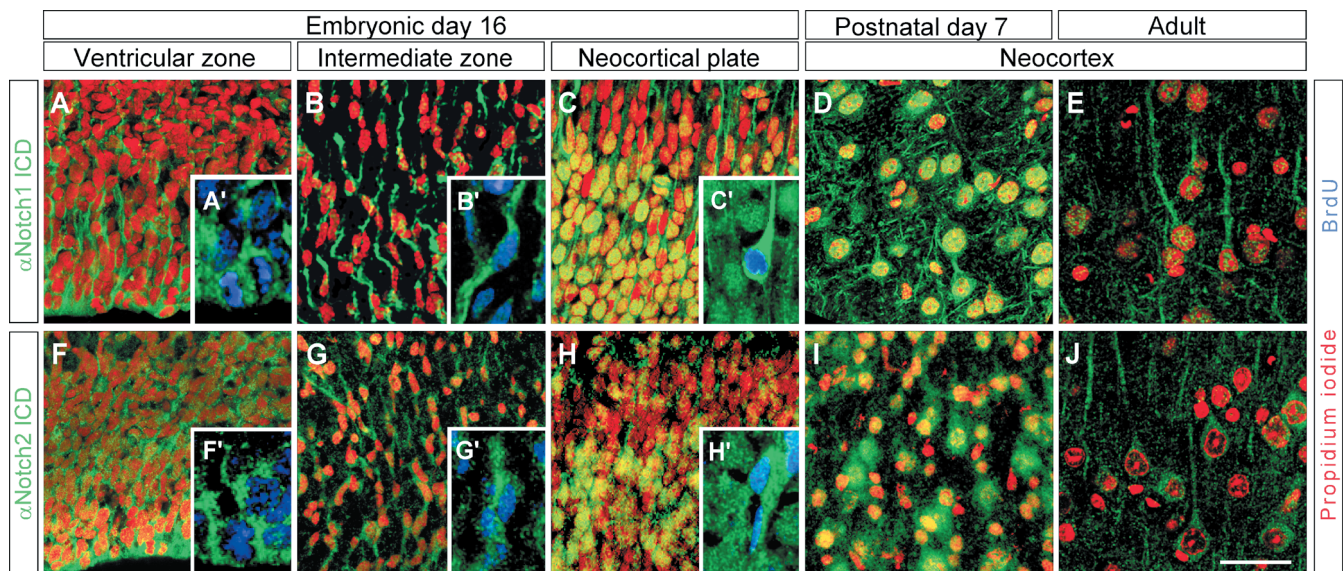 Embryonic day 16
Postnatal day 7
Adult
Ventricular zone
Intermediate zone
Neocortical plate
Neocortex
αNotch1 ICD
A
A'
B
B'
C
C'
D
E
BrdU
αNotch2 ICD
F
F'
G
G'
H
H'
I
J
Propidium iodide